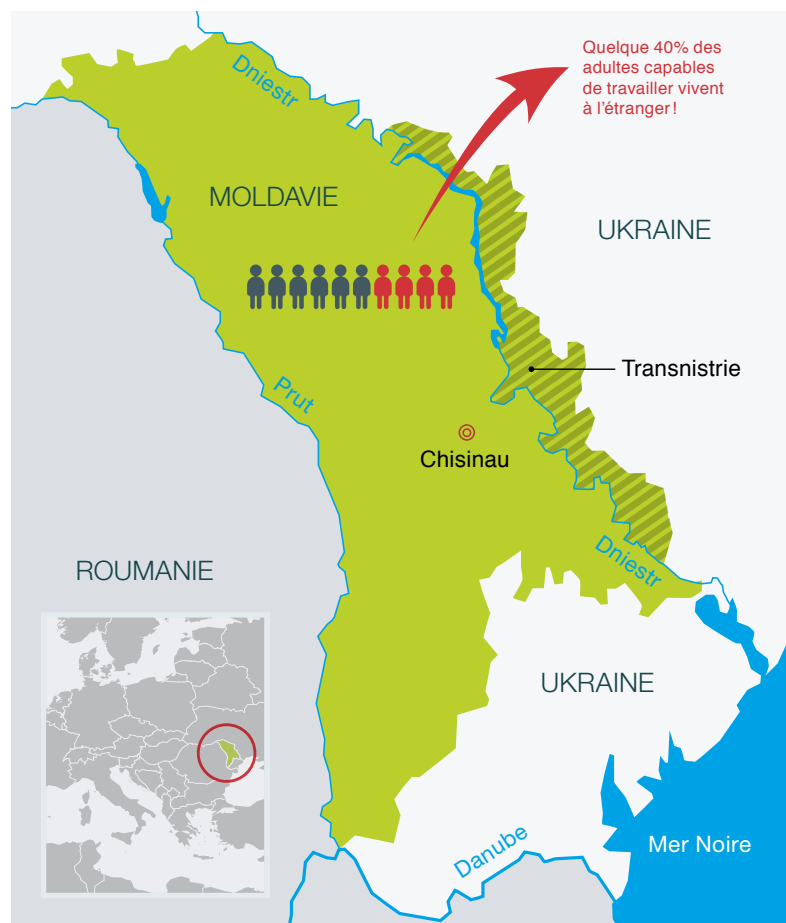 Quelque 40% des
adultes capables
de travailler vivent
à l'étranger !
Dniestr
MOLDAVIE
UKRAINE
Transnistrie
Prut
Chisinau
Dniestr
ROUMANIE
UKRAINE
Mer Noire
Danube